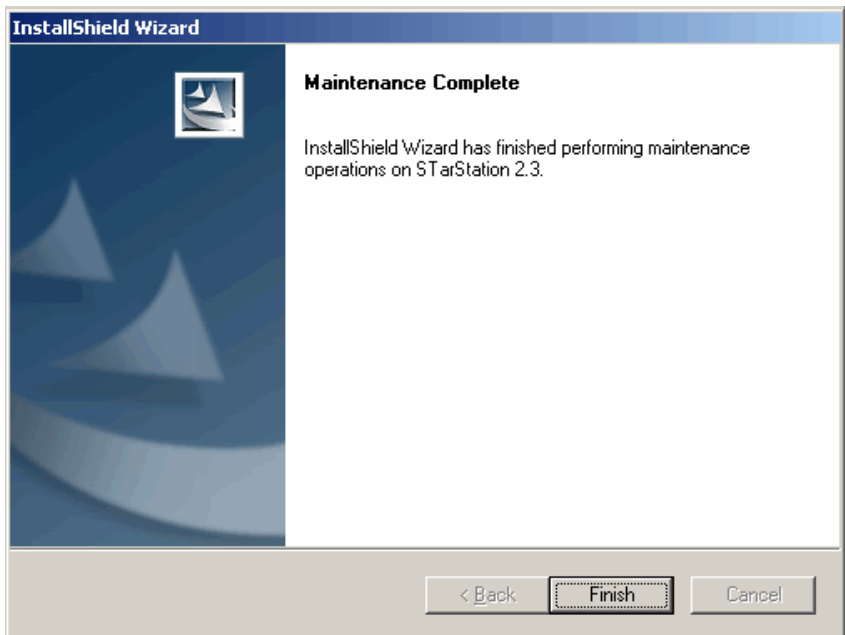 InstallShield Wizard
Maintenance Complete
InstallShield Wizard has finished performing maintenance
operations on STarStation 2.3.
< Back
Finish
Cancel